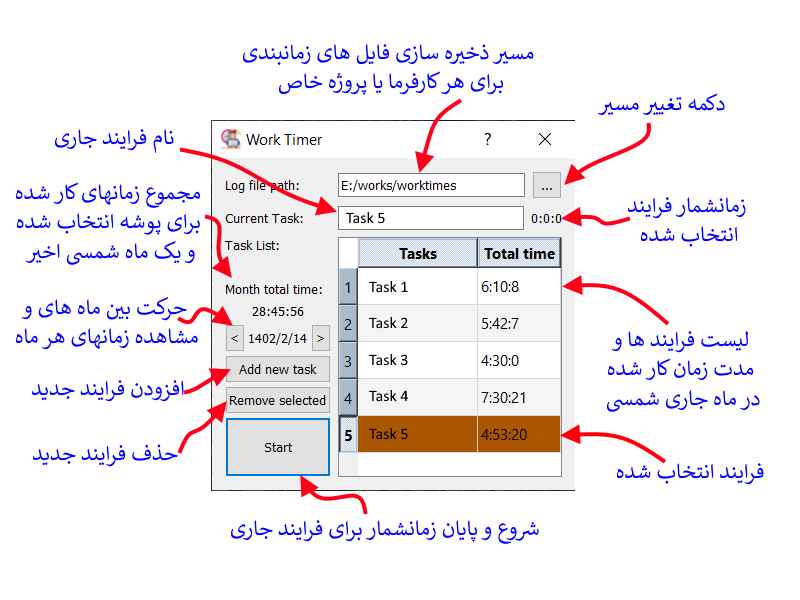 مسیر ذخیره سازی فایل های زمانبندی
برای هر کارفرما یا پروژه خاص
دکمه تغییر مسیر
نام فرایند جاری
مجموع زمانهای کار شده
برای پوشه انتخاب شده
و یک ماه شمسی اخیر
زمانشمار فرایند
انتخاب شده
حرکت بین ماه های و
مشاهده زمانهای هر ماه
لیست فرایند ها و
مدت زمان کار شده
در ماه جاری شمسی
افزودن فرایند جدید
حذف فرایند جدید
فرایند انتخاب شده
شروع و پایان زمانشمار برای فرایند جاری
Work Timer ?
Log file path: E:/works/worktimes ...
Current Task: Task 5 0:0:0
Task List:
Tasks Total time
1 Task 1 6:10:8
2 Task 2 5:42:7
3 Task 3 4:30:0
4 Task 4 7:30:21
5 Task 5 4:53:20
Month total time:
28:45:56
< 1402/2/14 >
Add new task
Remove selected
Start